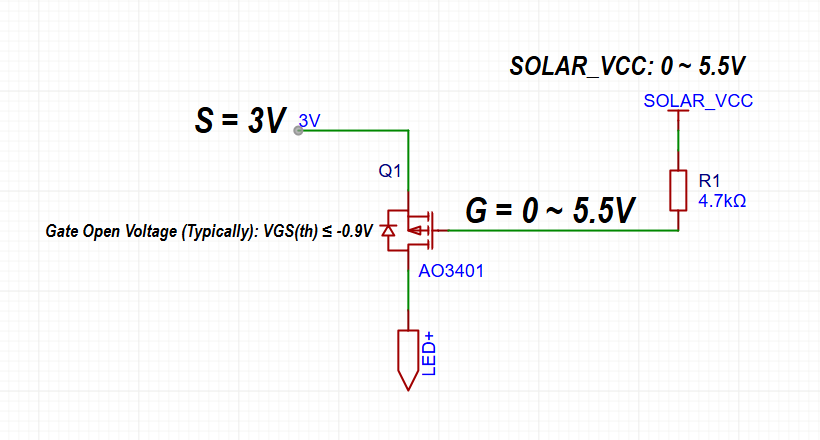 SOLAR_VCC: 0 ~ 5.5V
SOLAR_VCC
S = 3V
3V
Q1
R1
4.7kΩ
G = 0 ~ 5.5V
Gate Open Voltage (Typically): VGS(th) ≤ -0.9V
AO3401
LED+